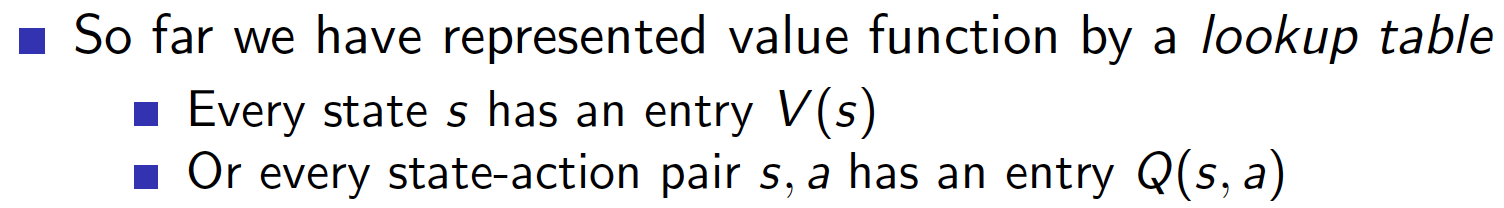 So far we have represented value function by a lookup table
Every state s has an entry V(s)
Or every state-action pair s, a has an entry Q(s, a)